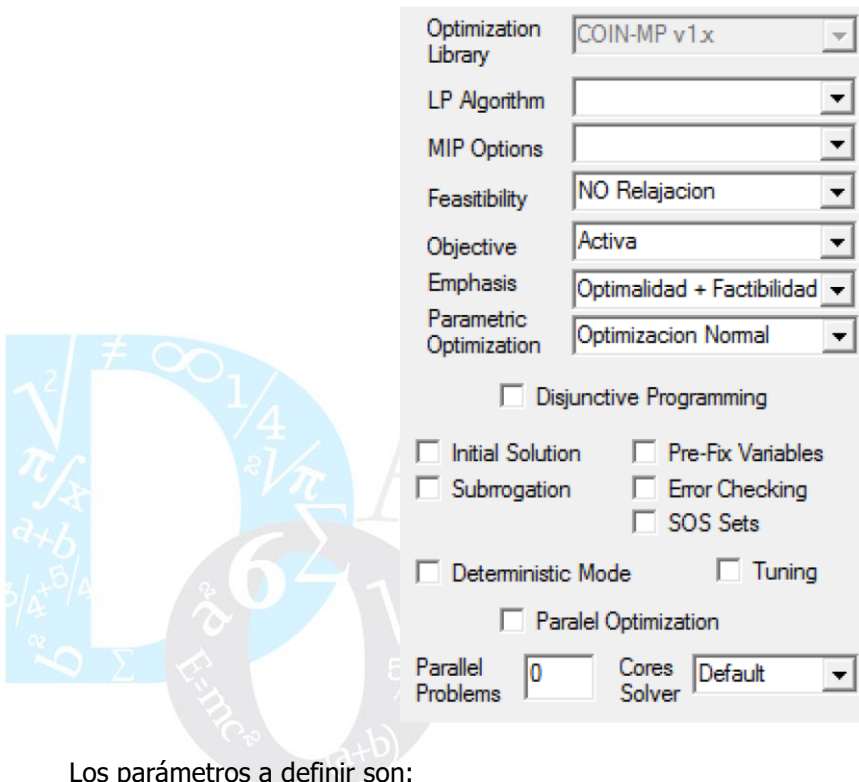 Optimization
Library
COIN-MP v1.x
LP Algorithm
MIP Options
Feasitibility
NO Relajacion
Objective
Activa
Emphasis
Optimalidad + Factibilidad
Parametric
Optimization
Optimizacion Normal
Disjunctive Programming
Initial Solution
Pre-Fix Variables
Subrrogation
Error Checking
SOS Sets
Deterministic Mode
Tuning
Paralel Optimization
Parallel
Problems
0
Cores
Solver
Default
Los parámetros a definir son: